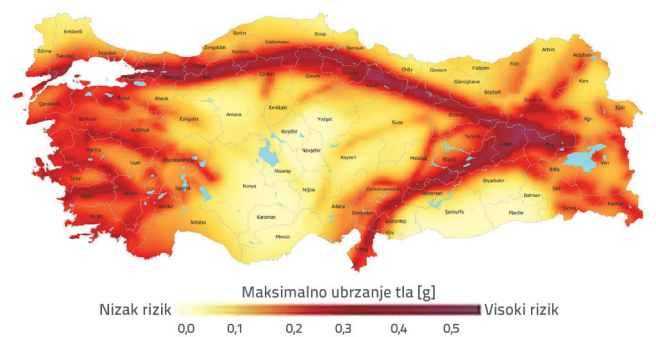 Kırklareli
Edirne
Tekirdağ
İstanbul
Bartın
Zonguldak
Karabük
Kastamonu
Sinop
Samsun
Ordu
Giresun
Trabzon
Rize
Artvin
Ardahan
Kars
Gümüşhane
Bayburt
Erzurum
Ağrı
Iğdır
Çankırı
Çorum
Amasya
Tokat
Çanakkale
Balıkesir
Bursa
Bilecik
Eskişehir
Ankara
Kırıkkale
Yozgat
Sivas
Erzincan
Tunceli
Kütahya
Kırşehir
Manisa
Uşak
Afyonkarahisar
Nevşehir
Kayseri
Malatya
Elazığ
Bingöl
Muş
Bitlis
Van
İzmir
Aydın
Denizli
Isparta
Konya
Aksaray
Niğde
Kahramanmaraş
Adıyaman
Diyarbakır
Batman
Siirt
Şırnak
Hakkari
Muğla
Burdur
Antalya
Karaman
Mersin
Adana
Osmaniye
Gaziantep
Kilis
Şanlıurfa
Mardin
Hatay
Maksimalno ubrzanje tla [g]
Nizak rizik
Visoki rizik
0,0 0,1 0,2 0,3 0,4 0,5